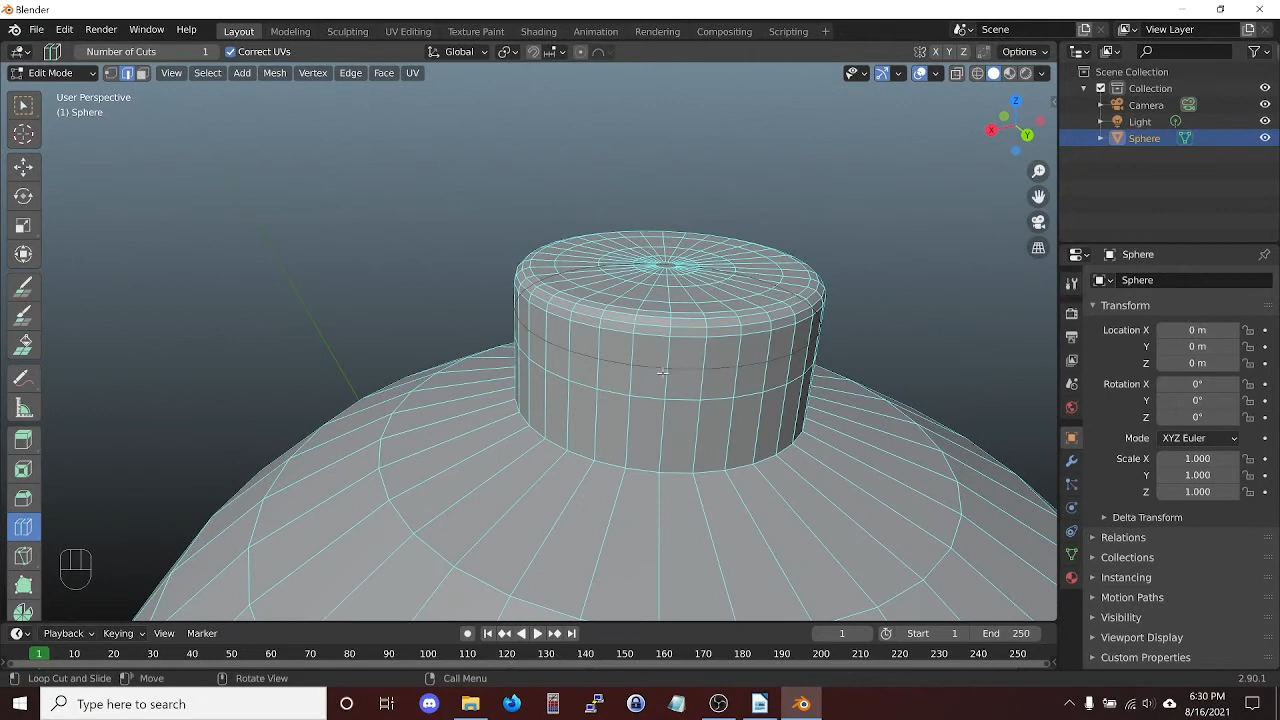 Blender
File Edit Render Window Help Layout Modeling Sculpting UV Editing Texture Paint Shading Animation Rendering Compositing Scripting + Scene View Layer
Number of Cuts 1 Correct UVs Global X Y Z Options
Edit Mode View Select Add Mesh Vertex Edge Face UV
User Perspective
(1) Sphere
Z
X
Y
Scene Collection
Collection
Camera
Light
Sphere
Sphere
Sphere
Transform
Location X 0 m
Y 0 m
Z 0 m
Rotation X 0°
Y 0°
Z 0°
Mode XYZ Euler
Scale X 1.000
Y 1.000
Z 1.000
Delta Transform
Relations
Collections
Instancing
Motion Paths
Visibility
Viewport Display
Custom Properties
Playback Keying View Marker 1 Start 1 End 250
1 10 20 30 40 50 60 70 80 90 100 110 120 130 140 150 160 170 180 190 200 210 220 230 240 250
Loop Cut and Slide Move Rotate View Call Menu 2.90.1
Type here to search
6:30 PM
8/16/2021